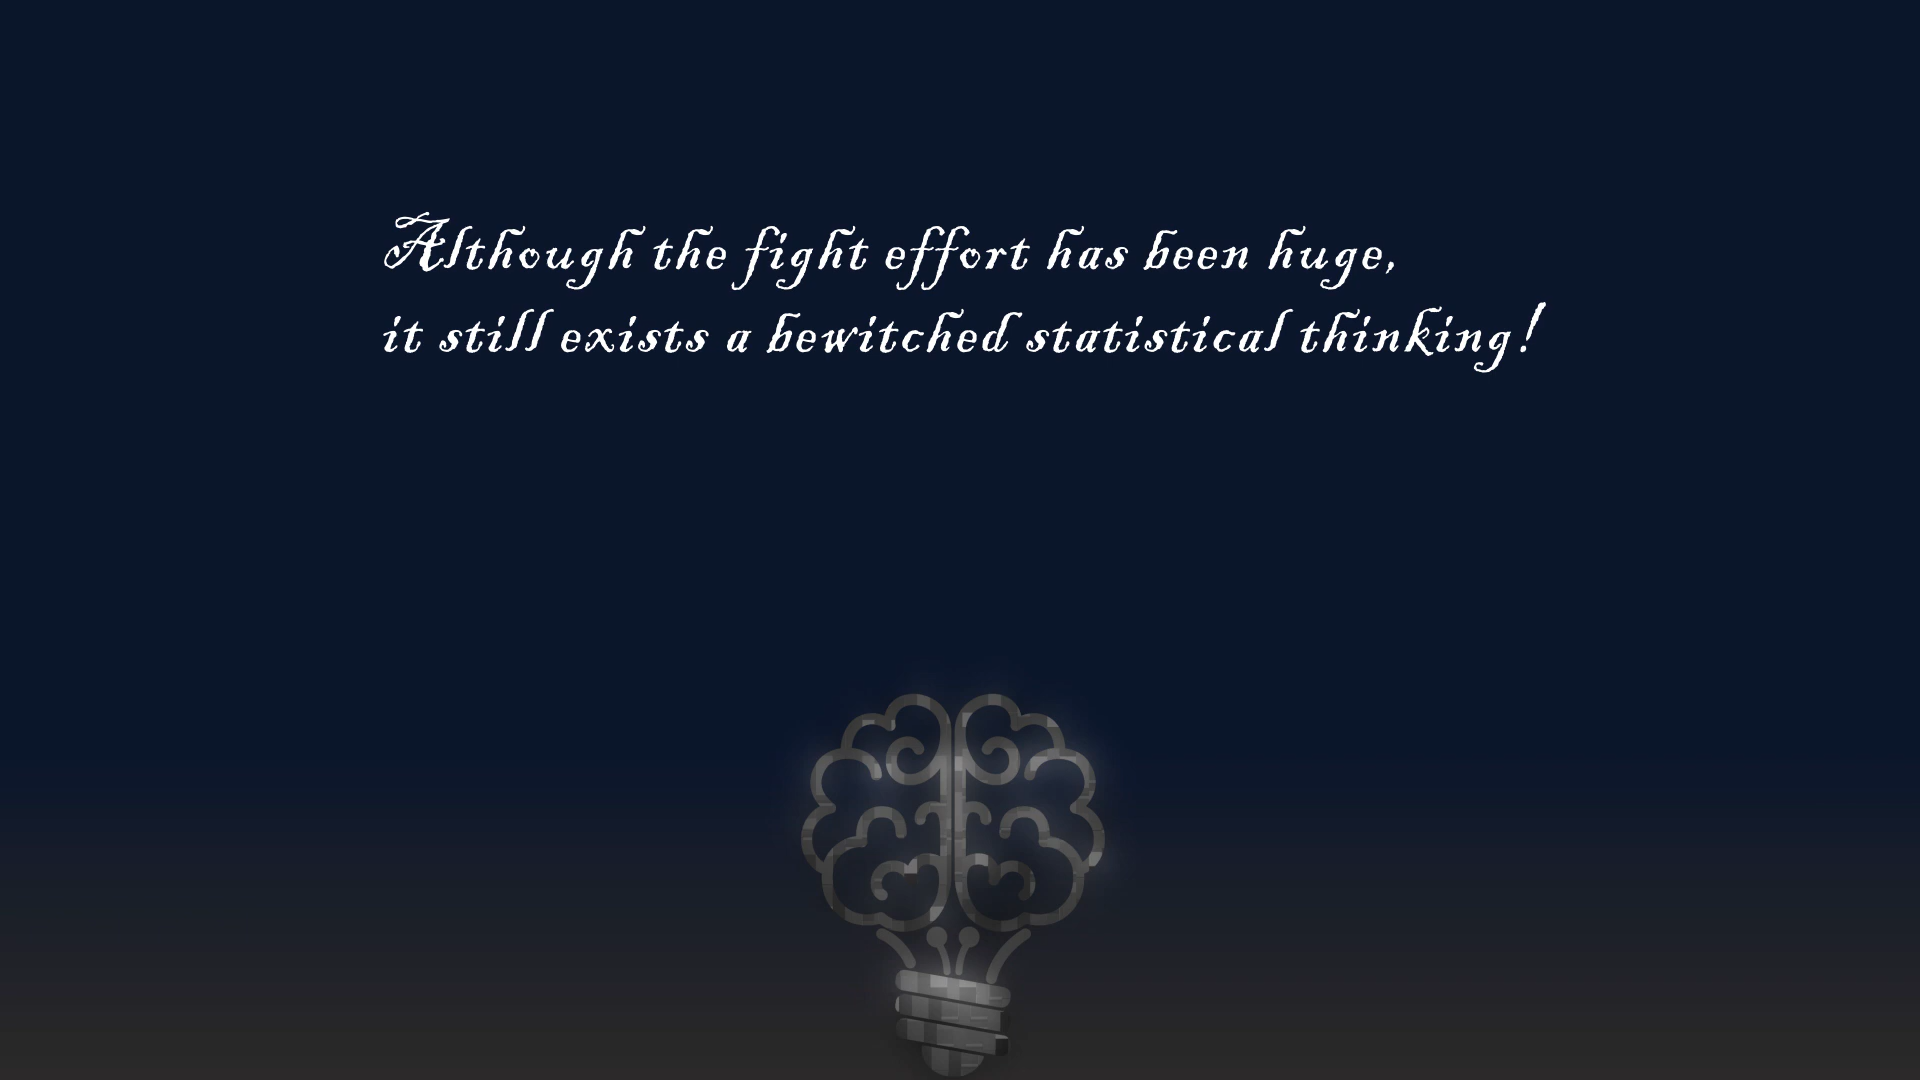 Although the fight effort has been huge,
it still exists a bewitched statistical thinking!